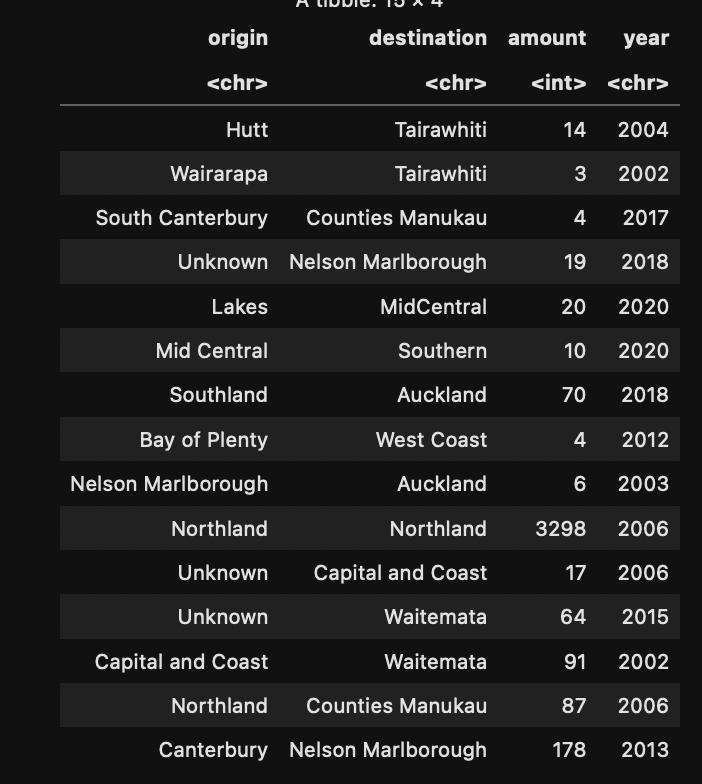 A tibble: 15 × 4
origin destination amount year
<chr> <chr> <int> <chr>
Hutt Tairawhiti 14 2004
Wairarapa Tairawhiti 3 2002
South Canterbury Counties Manukau 4 2017
Unknown Nelson Marlborough 19 2018
Lakes MidCentral 20 2020
Mid Central Southern 10 2020
Southland Auckland 70 2018
Bay of Plenty West Coast 4 2012
Nelson Marlborough Auckland 6 2003
Northland Northland 3298 2006
Unknown Capital and Coast 17 2006
Unknown Waitemata 64 2015
Capital and Coast Waitemata 91 2002
Northland Counties Manukau 87 2006
Canterbury Nelson Marlborough 178 2013